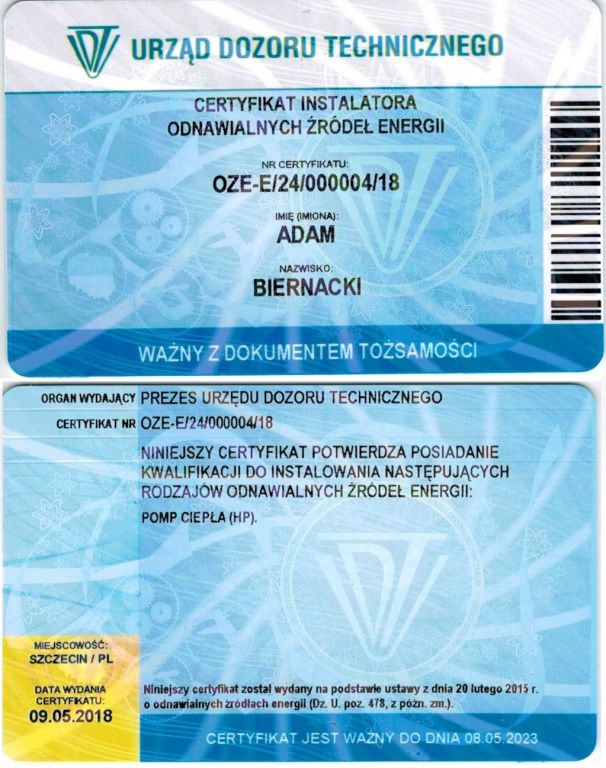 URZĄD DOZORU TECHNICZNEGO
CERTYFIKAT INSTALATORA
ODNAWIALNYCH ŹRÓDEŁ ENERGII
NR CERTYFIKATU:
OZE-E/24/000004/18
IMIĘ (IMIONA):
ADAM
NAZWISKO:
BIERNACKI
WAŻNY Z DOKUMENTEM TOŻSAMOŚCI
ORGAN WYDAJĄCY PREZES URZĘDU DOZORU TECHNICZNEGO
CERTYFIKAT NR OZE-E/24/000004/18
NINIEJSZY CERTYFIKAT POTWIERDZA POSIADANIE
KWALIFIKACJI DO INSTALOWANIA NASTĘPUJĄCYCH
RODZAJÓW ODNAWIALNYCH ŹRÓDEŁ ENERGII:
POMP CIEPŁA (HP).
MIEJSCOWOŚĆ:
SZCZECIN / PL
DATA WYDANIA
CERTYFIKATU:
09.05.2018
Niniejszy certyfikat został wydany na podstawie ustawy z dnia 20 lutego 2015 r.
o odnawialnych źródłach energii (Dz. U. poz. 478, z późn. zm.).
CERTYFIKAT JEST WAŻNY DO DNIA 08.05.2023